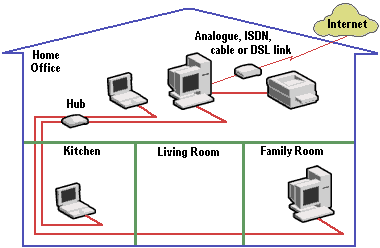 Internet
Analogue, ISDN,
cable or DSL link
Home
Office
Hub
Kitchen
Living Room
Family Room